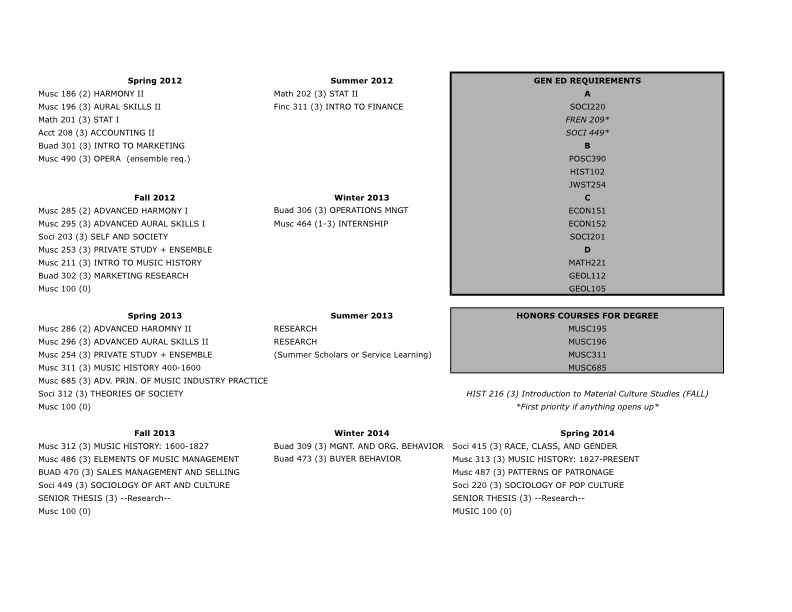 Spring 2012
Musc 186 (2) HARMONY II
Musc 196 (3) AURAL SKILLS II
Math 201 (3) STAT I
Acct 208 (3) ACCOUNTING II
Buad 301 (3) INTRO TO MARKETING
Musc 490 (3) OPERA (ensemble req.)
Summer 2012
Math 202 (3) STAT II
Finc 311 (3) INTRO TO FINANCE
GEN ED REQUIREMENTS
A
SOCI220
FREN 209*
SOCI 449*
B
POSC390
HIST102
JWST254
C
ECON151
ECON152
SOCI201
D
MATH221
GEOL112
GEOL105
Fall 2012
Musc 285 (2) ADVANCED HARMONY I
Musc 295 (3) ADVANCED AURAL SKILLS I
Soci 203 (3) SELF AND SOCIETY
Musc 253 (3) PRIVATE STUDY + ENSEMBLE
Musc 211 (3) INTRO TO MUSIC HISTORY
Buad 302 (3) MARKETING RESEARCH
Musc 100 (0)
Winter 2013
Buad 306 (3) OPERATIONS MNGT
Musc 464 (1-3) INTERNSHIP
Spring 2013
Musc 286 (2) ADVANCED HAROMNY II
Musc 296 (3) ADVANCED AURAL SKILLS II
Musc 254 (3) PRIVATE STUDY + ENSEMBLE
Musc 311 (3) MUSIC HISTORY 400-1600
Musc 685 (3) ADV. PRIN. OF MUSIC INDUSTRY PRACTICE
Soci 312 (3) THEORIES OF SOCIETY
Musc 100 (0)
Summer 2013
RESEARCH
RESEARCH
(Summer Scholars or Service Learning)
HONORS COURSES FOR DEGREE
MUSC195
MUSC196
MUSC311
MUSC685
HIST 216 (3) Introduction to Material Culture Studies (FALL)
*First priority if anything opens up*
Fall 2013
Musc 312 (3) MUSIC HISTORY: 1600-1827
Musc 486 (3) ELEMENTS OF MUSIC MANAGEMENT
BUAD 470 (3) SALES MANAGEMENT AND SELLING
Soci 449 (3) SOCIOLOGY OF ART AND CULTURE
SENIOR THESIS (3) --Research--
Musc 100 (0)
Winter 2014
Buad 309 (3) MGNT. AND ORG. BEHAVIOR
Buad 473 (3) BUYER BEHAVIOR
Spring 2014
Soci 415 (3) RACE, CLASS, AND GENDER
Musc 313 (3) MUSIC HISTORY: 1827-PRESENT
Musc 487 (3) PATTERNS OF PATRONAGE
Soci 220 (3) SOCIOLOGY OF POP CULTURE
SENIOR THESIS (3) --Research--
MUSIC 100 (0)